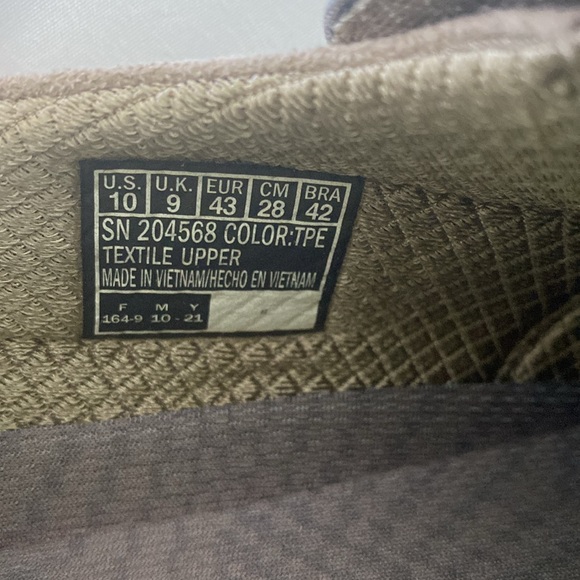 U.S. U.K. EUR CM BRA
10 9 43 28 42
SN 204568 COLOR:TPE
TEXTILE UPPER
MADE IN VIETNAM/HECHO EN VIETNAM
F M Y
164-9 10 - 21